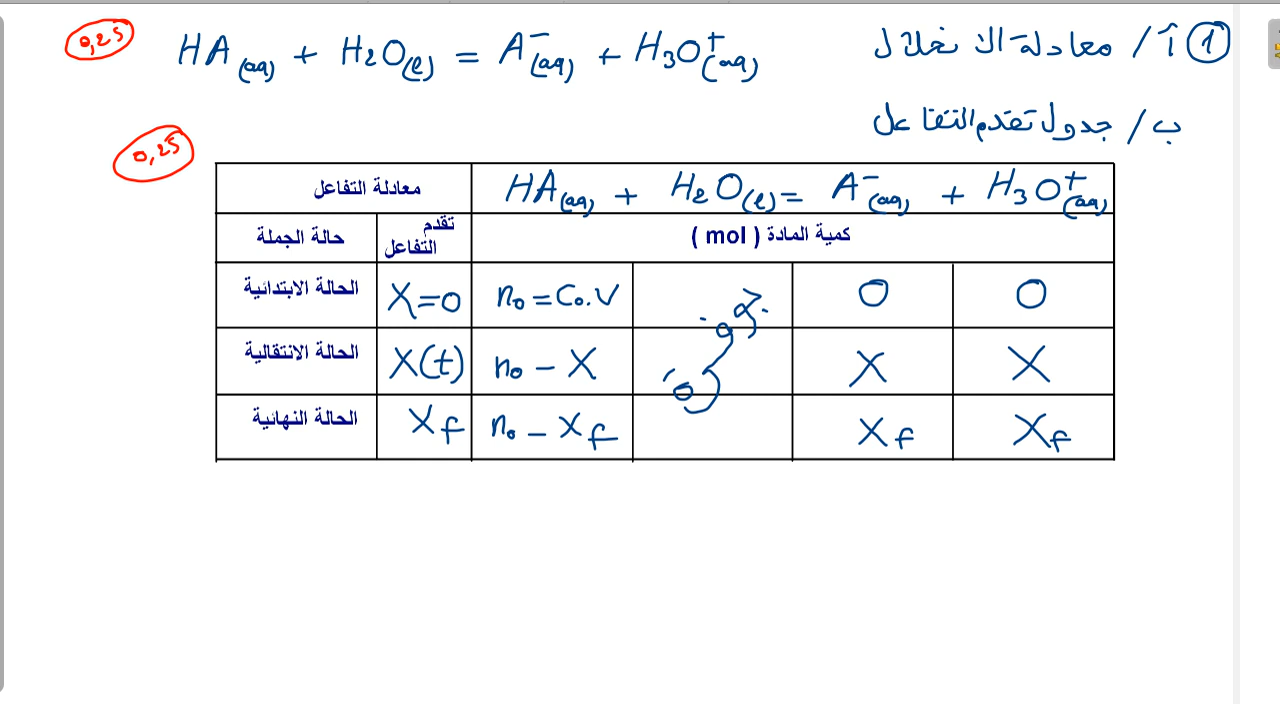 ① أ / معادلة الانحلال
HA(aq) + H2O(l) = A⁻(aq) + H3O⁺(aq) 0,25
ب / جدول تقدم التفاعل
0,25
معادلة التفاعل HA(aq) + H2O(l) = A⁻(aq) + H3O⁺(aq)
حالة الجملة تقدم التفاعل كمية المادة ( mol )
الحالة الابتدائية X=0 n0 = C0.V بوفرة 0 0
الحالة الانتقالية X(t) n0 - X X X
الحالة النهائية Xf n0 - Xf Xf Xf